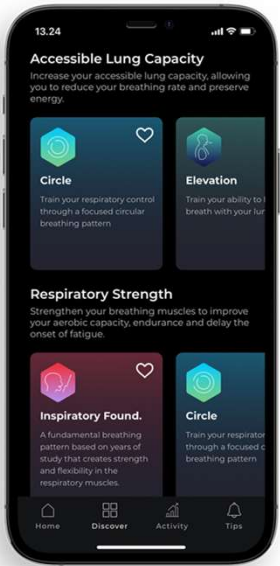 13.24
Accessible Lung Capacity
Increase your accessible lung capacity, allowing
you to reduce your breathing rate and preserve
energy.
Circle
Train your respiratory control
through a focused circular
breathing pattern
Elevation
Train your ability to
breath with your
Respiratory Strength
Strengthen your breathing muscles to improve
your aerobic capacity, endurance and delay the
onset of fatigue.
Inspiratory Found.
A fundamental breathing
pattern based on years of
study that creates strength
and flexibility in the
respiratory muscles.
Circle
Train your
through a focused
breathing pattern
Home
Discover
Activity
Tips